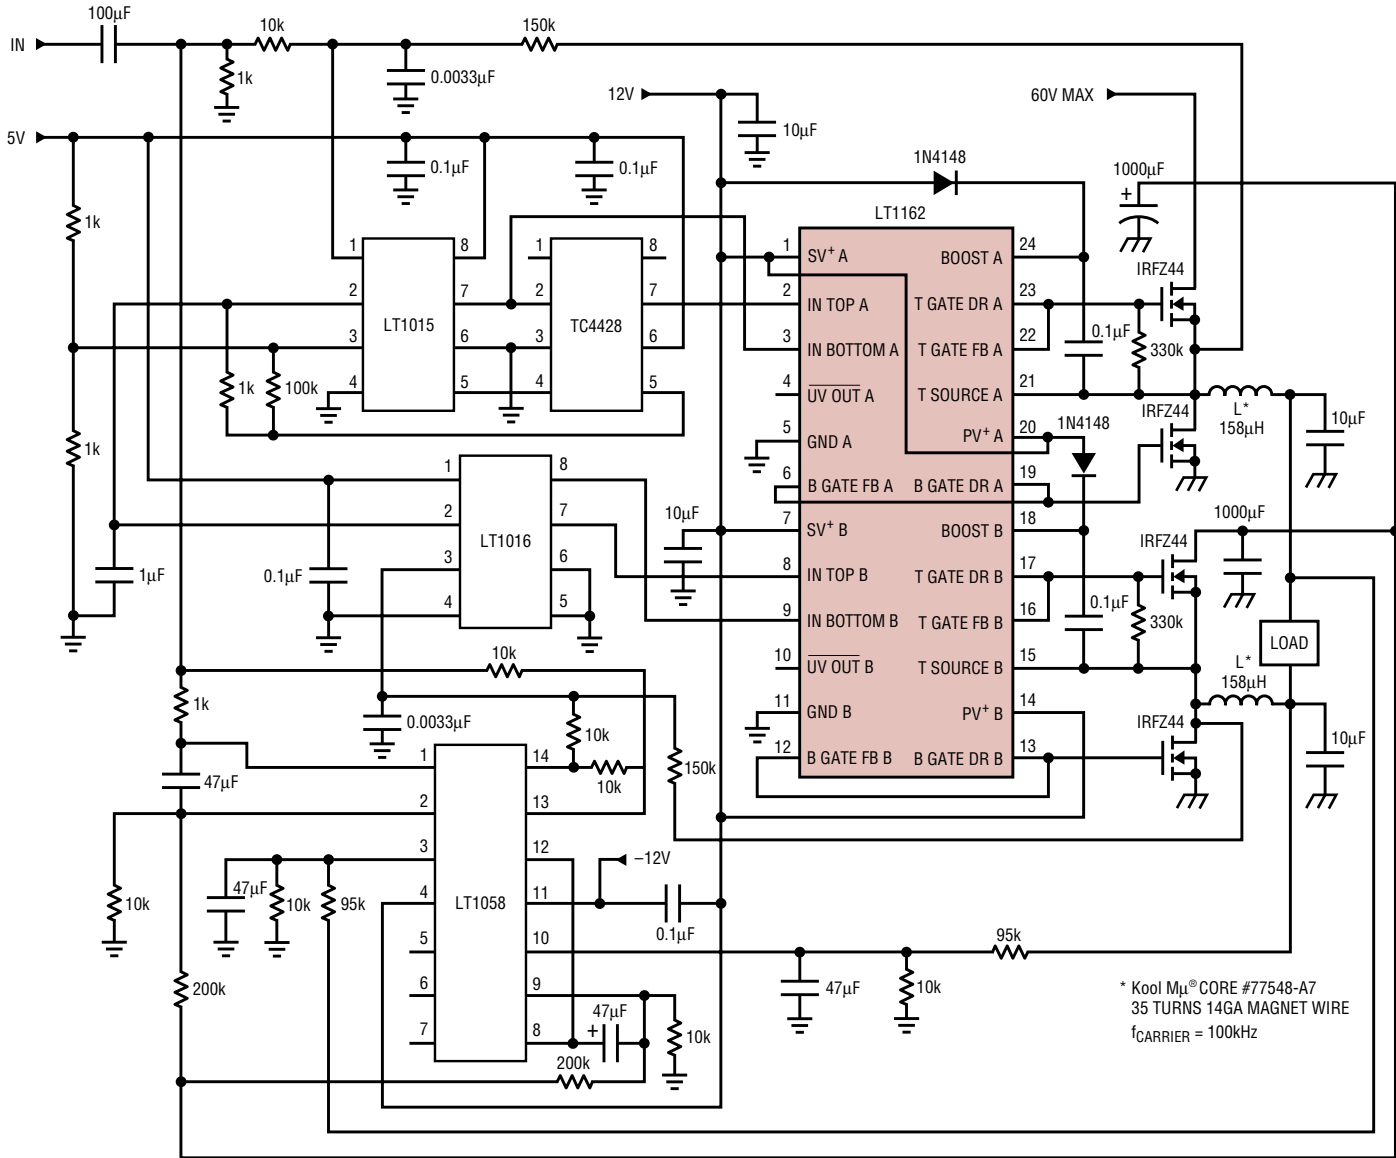 100µF
IN
10k
150k
1k
0.0033µF
12V
60V MAX
10µF
5V
0.1µF
0.1µF
1N4148
1000µF
+
LT1162
1k
1
8
2
7
3
6
4
5
LT1015
1
8
2
7
3
6
4
5
TC4428
1k
100k
1k
1
SV+ A
2
IN TOP A
3
IN BOTTOM A
4
UV OUT A
5
GND A
6
B GATE FB A
7
SV+ B
8
IN TOP B
9
IN BOTTOM B
10
UV OUT B
11
GND B
12
B GATE FB B
BOOST A
24
T GATE DR A
23
T GATE FB A
22
T SOURCE A
21
PV+ A
20
B GATE DR A
19
BOOST B
18
T GATE DR B
17
T GATE FB B
16
T SOURCE B
15
PV+ B
14
B GATE DR B
13
IRFZ44
0.1µF
330k
1N4148
IRFZ44
L*
158µH
10µF
1
8
2
7
3
6
4
5
LT1016
10µF
1µF
0.1µF
1000µF
IRFZ44
0.1µF
330k
LOAD
L*
158µH
IRFZ44
10µF
10k
1k
0.0033µF
10k
10k
150k
47µF
1
14
2
13
3
12
4
11
5
10
6
9
7
8
LT1058
–12V
0.1µF
10k
47µF
10k
95k
95k
200k
47µF
10k
47µF
+
10k
200k
* Kool Mµ® CORE #77548-A7
35 TURNS 14GA MAGNET WIRE
fCARRIER = 100kHz